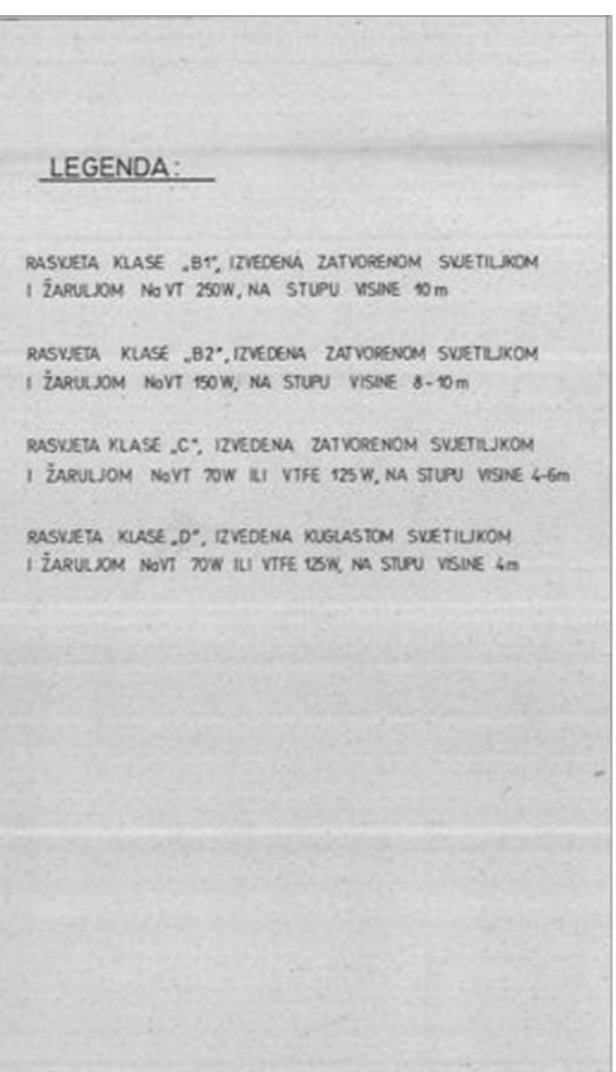 LEGENDA:
RASVJETA KLASE „B1", IZVEDENA ZATVORENOM SVJETILJKOM
I ŽARULJOM NaVT 250W, NA STUPU VISINE 10 m
RASVJETA KLASE „B2", IZVEDENA ZATVORENOM SVJETILJKOM
I ŽARULJOM NaVT 150W, NA STUPU VISINE 8-10m
RASVJETA KLASE „C", IZVEDENA ZATVORENOM SVJETILJKOM
I ŽARULJOM NaVT 70W ILI VTFE 125W, NA STUPU VISINE 4-6m
RASVJETA KLASE „D", IZVEDENA KUGLASTOM SVJETILJKOM
I ŽARULJOM NaVT 70W ILI VTFE 125W, NA STUPU VISINE 4m